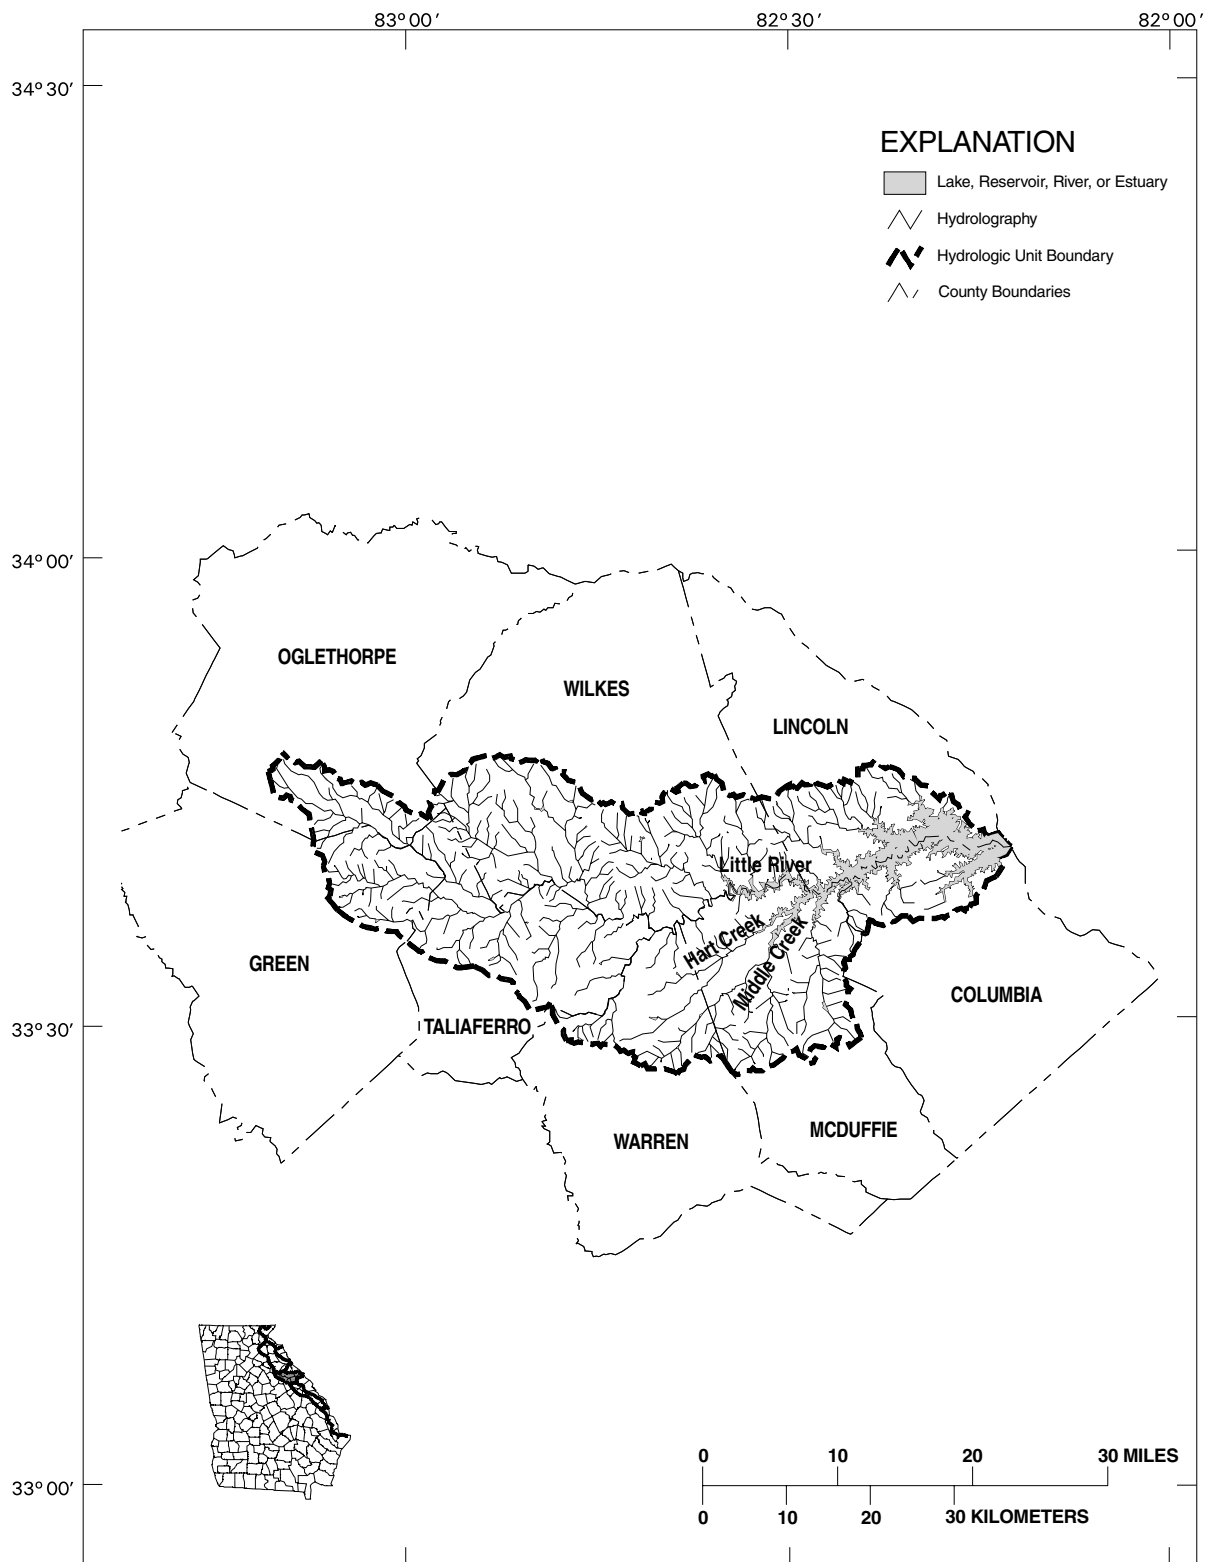 83°00′ 82°30′ 82°00′
34°30′
EXPLANATION
Lake, Reservoir, River, or Estuary
Hydrolography
Hydrologic Unit Boundary
County Boundaries
34°00′
OGLETHORPE
WILKES
LINCOLN
Little River
Hart Creek
Middle Creek
GREEN
COLUMBIA
33°30′
TALIAFERRO
MCDUFFIE
WARREN
0 10 20 30 MILES
33°00′
0 10 20 30 KILOMETERS